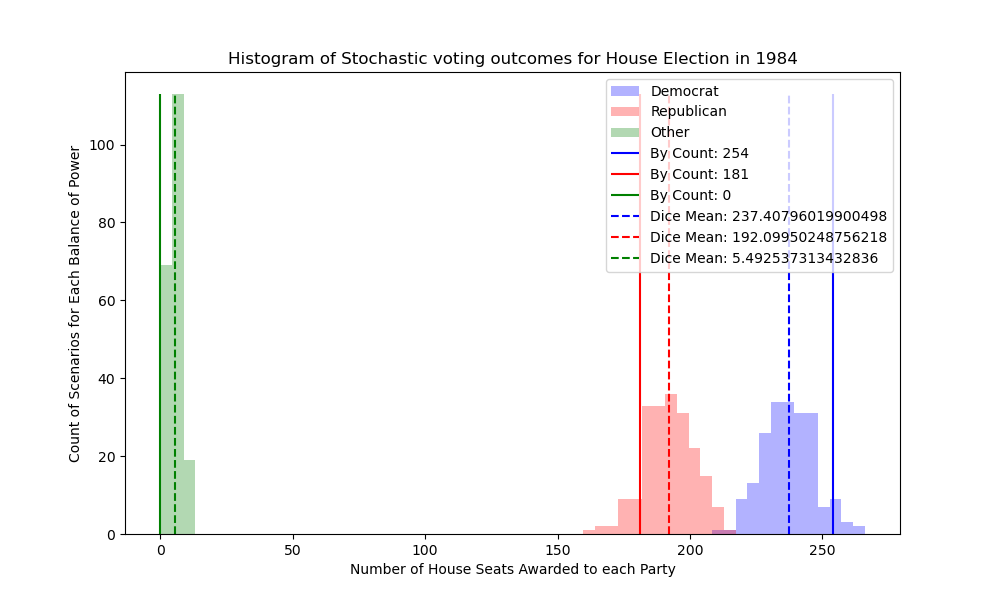 Histogram of Stochastic voting outcomes for House Election in 1984
Count of Scenarios for Each Balance of Power
100
80
60
40
20
0
Democrat
Republican
Other
By Count: 254
By Count: 181
By Count: 0
Dice Mean: 237.40796019900498
Dice Mean: 192.09950248756218
Dice Mean: 5.492537313432836
0 50 100 150 200 250
Number of House Seats Awarded to each Party